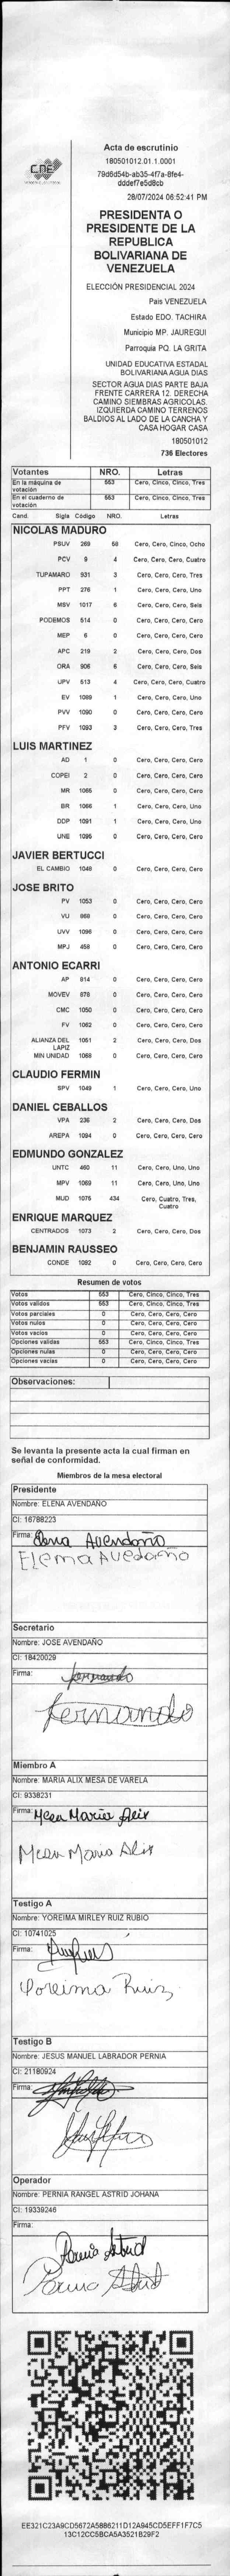 CNE
Acta de escrutinio
180501012.01.1.0001
79d6d54b-ab35-4f7a-8fe4-
dddef7e5d8cb
28/07/2024 06:52:41 PM
PRESIDENTA O
PRESIDENTE DE LA
REPUBLICA
BOLIVARIANA DE
VENEZUELA
ELECCIÓN PRESIDENCIAL 2024
Pais VENEZUELA
Estado EDO. TACHIRA
Municipio MP. JAUREGUI
Parroquia PQ. LA GRITA
UNIDAD EDUCATIVA ESTADAL
BOLIVARIANA AGUA DIAS
SECTOR AGUA DIAS PARTE BAJA
FRENTE CARRERA 12. DERECHA
CAMINO SIEMBRAS AGRICOLAS.
IZQUIERDA CAMINO TERRENOS
BALDIOS AL LADO DE LA CANCHA Y
CASA HOGAR CASA
180501012
736 Electores
Votantes NRO. Letras
En la máquina de votación 553 Cero, Cinco, Cinco, Tres
En el cuaderno de votación 553 Cero, Cinco, Cinco, Tres
Cand. Sigla Código NRO. Letras
NICOLAS MADURO
PSUV 269 58 Cero, Cero, Cinco, Ocho
PCV 9 4 Cero, Cero, Cero, Cuatro
TUPAMARO 931 3 Cero, Cero, Cero, Tres
PPT 276 1 Cero, Cero, Cero, Uno
MSV 1017 6 Cero, Cero, Cero, Seis
PODEMOS 514 0 Cero, Cero, Cero, Cero
MEP 6 0 Cero, Cero, Cero, Cero
APC 219 2 Cero, Cero, Cero, Dos
ORA 906 6 Cero, Cero, Cero, Seis
UPV 513 4 Cero, Cero, Cero, Cuatro
EV 1089 1 Cero, Cero, Cero, Uno
PVV 1090 0 Cero, Cero, Cero, Cero
PFV 1093 3 Cero, Cero, Cero, Tres
LUIS MARTINEZ
AD 1 0 Cero, Cero, Cero, Cero
COPEI 2 0 Cero, Cero, Cero, Cero
MR 1065 0 Cero, Cero, Cero, Cero
BR 1066 1 Cero, Cero, Cero, Uno
DDP 1091 1 Cero, Cero, Cero, Uno
UNE 1095 0 Cero, Cero, Cero, Cero
JAVIER BERTUCCI
EL CAMBIO 1048 0 Cero, Cero, Cero, Cero
JOSE BRITO
PV 1053 0 Cero, Cero, Cero, Cero
VU 868 0 Cero, Cero, Cero, Cero
UVV 1096 0 Cero, Cero, Cero, Cero
MPJ 458 0 Cero, Cero, Cero, Cero
ANTONIO ECARRI
AP 914 0 Cero, Cero, Cero, Cero
MOVEV 878 0 Cero, Cero, Cero, Cero
CMC 1050 0 Cero, Cero, Cero, Cero
FV 1062 0 Cero, Cero, Cero, Cero
ALIANZA DEL LAPIZ 1051 2 Cero, Cero, Cero, Dos
MIN UNIDAD 1068 0 Cero, Cero, Cero, Cero
CLAUDIO FERMIN
SPV 1049 1 Cero, Cero, Cero, Uno
DANIEL CEBALLOS
VPA 236 2 Cero, Cero, Cero, Dos
AREPA 1094 0 Cero, Cero, Cero, Cero
EDMUNDO GONZALEZ
UNTC 460 11 Cero, Cero, Uno, Uno
MPV 1069 11 Cero, Cero, Uno, Uno
MUD 1075 434 Cero, Cuatro, Tres, Cuatro
ENRIQUE MARQUEZ
CENTRADOS 1073 2 Cero, Cero, Cero, Dos
BENJAMIN RAUSSEO
CONDE 1092 0 Cero, Cero, Cero, Cero
Resumen de votos
Votos 553 Cero, Cinco, Cinco, Tres
Votos validos 553 Cero, Cinco, Cinco, Tres
Votos parciales 0 Cero, Cero, Cero, Cero
Votos nulos 0 Cero, Cero, Cero, Cero
Votos vacios 0 Cero, Cero, Cero, Cero
Opciones validas 553 Cero, Cinco, Cinco, Tres
Opciones nulas 0 Cero, Cero, Cero, Cero
Opciones vacias 0 Cero, Cero, Cero, Cero
Observaciones:
Se levanta la presente acta la cual firman en
señal de conformidad.
Miembros de la mesa electoral
Presidente
Nombre: ELENA AVENDAÑO
CI: 16788223
Firma: Elena Avendaño
Elena Avedaño
Secretario
Nombre: JOSE AVENDAÑO
CI: 18420029
Firma: Fernando
Fernando
Miembro A
Nombre: MARIA ALIX MESA DE VARELA
CI: 9338231
Firma: Mesa Maria Alix
Mesa Maria Alix
Testigo A
Nombre: YOREIMA MIRLEY RUIZ RUBIO
CI: 10741025
Firma:
Yoreima Ruiz
Testigo B
Nombre: JESUS MANUEL LABRADOR PERNIA
CI: 21180924
Firma:
Operador
Nombre: PERNIA RANGEL ASTRID JOHANA
CI: 19339246
Firma:
Pernia Astrid
Pernia Astrid
EE321C23A9CD5672A5886211D12A945CD5EFF1F7C5
13C12CC5BCA5A3521B29F2